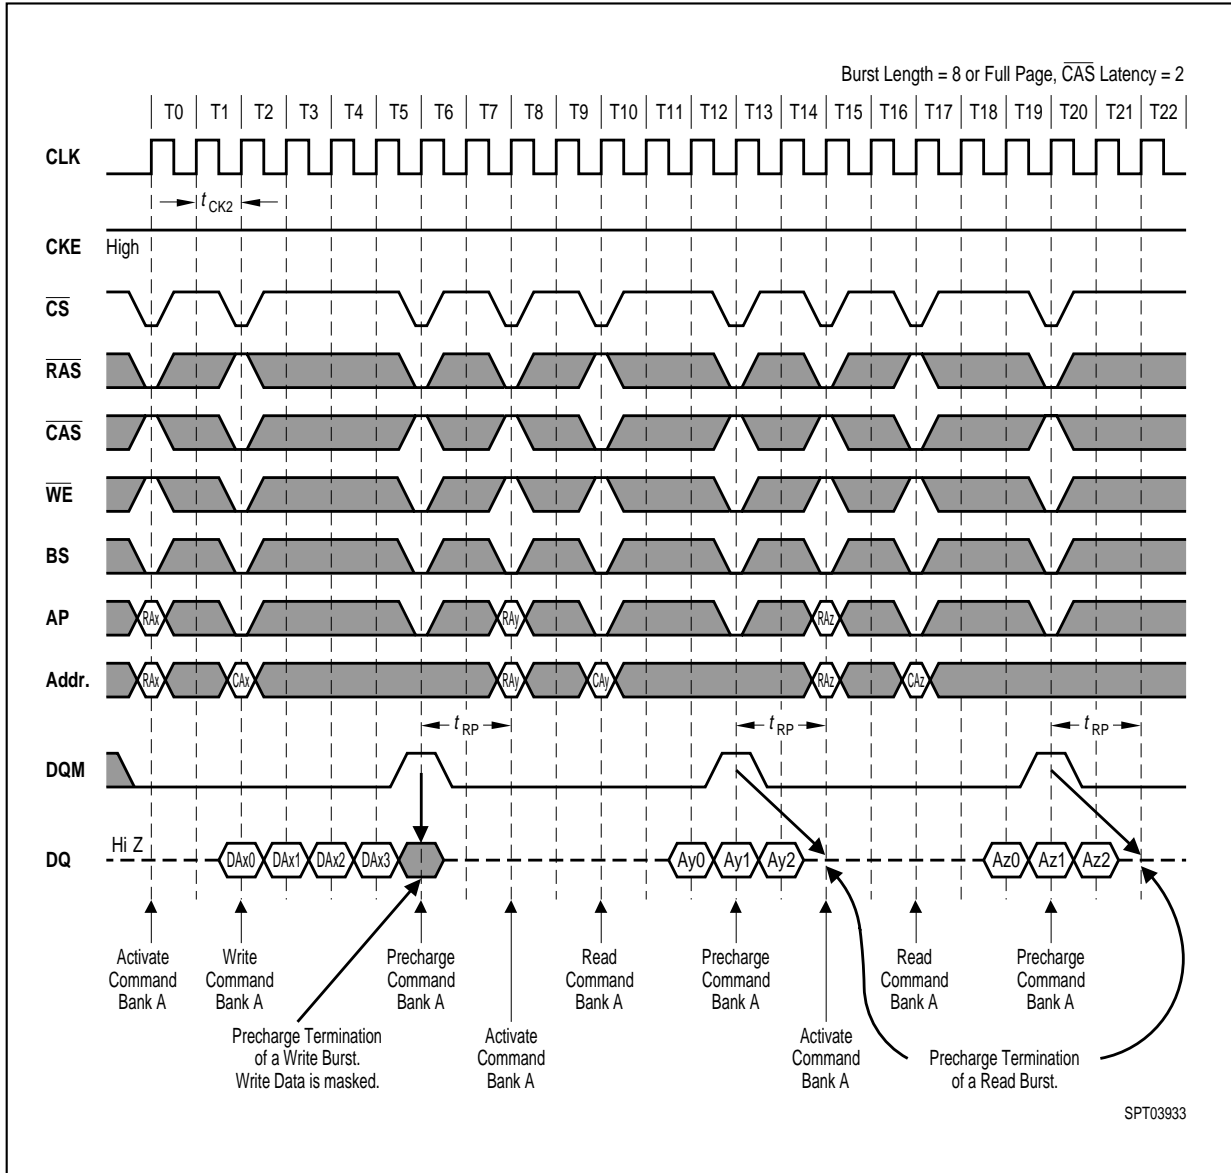 Burst Length = 8 or Full Page, CAS Latency = 2
T0 T1 T2 T3 T4 T5 T6 T7 T8 T9 T10 T11 T12 T13 T14 T15 T16 T17 T18 T19 T20 T21 T22
CLK
t CK2
CKE High
CS
RAS
CAS
WE
BS
AP RAx RAy RAz
Addr. RAx CAx RAy CAy RAz CAz
t RP t RP t RP
DQM
DQ Hi Z DAx0 DAx1 DAx2 DAx3 Ay0 Ay1 Ay2 Az0 Az1 Az2
Activate
Command
Bank A
Write
Command
Bank A
Precharge
Command
Bank A
Read
Command
Bank A
Precharge
Command
Bank A
Read
Command
Bank A
Precharge
Command
Bank A
Precharge Termination
of a Write Burst.
Write Data is masked.
Activate
Command
Bank A
Activate
Command
Bank A
Precharge Termination
of a Read Burst.
SPT03933